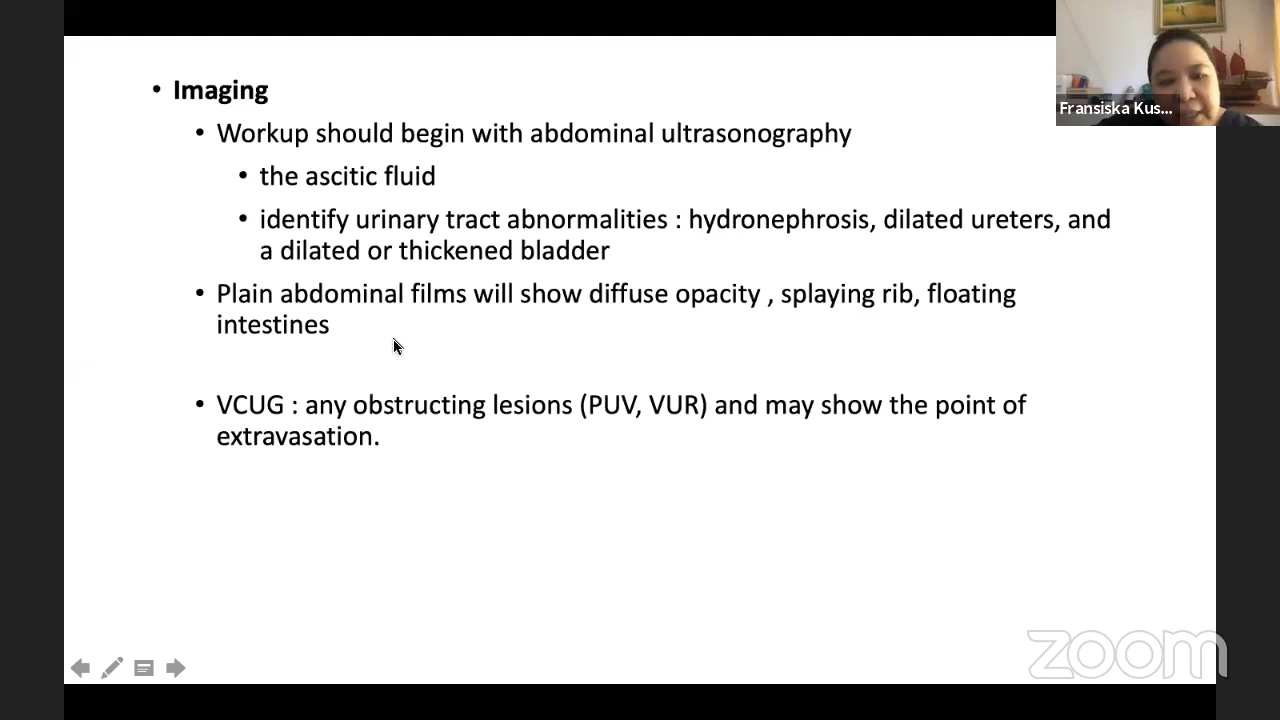 Fransiska Kus...
• Imaging
• Workup should begin with abdominal ultrasonography
• the ascitic fluid
• identify urinary tract abnormalities : hydronephrosis, dilated ureters, and
a dilated or thickened bladder
• Plain abdominal films will show diffuse opacity , splaying rib, floating
intestines
• VCUG : any obstructing lesions (PUV, VUR) and may show the point of
extravasation.
zoom